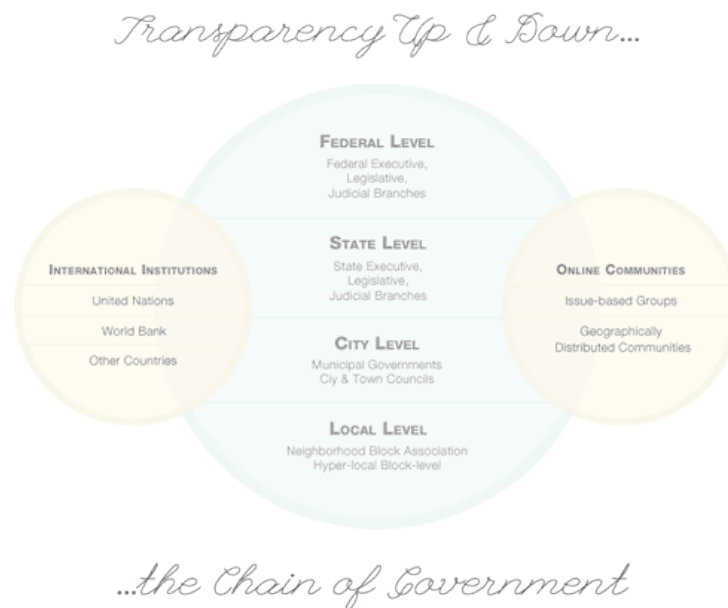 Transparency Up & Down...
FEDERAL LEVEL
Federal Executive,
Legislative,
Judicial Branches
STATE LEVEL
State Executive,
Legislative,
Judicial Branches
CITY LEVEL
Municipal Governments
Ciy & Town Councils
LOCAL LEVEL
Neighborhood Block Association
Hyper-local Block-level
INTERNATIONAL INSTITUTIONS
United Nations
World Bank
Other Countries
ONLINE COMMUNITIES
Issue-based Groups
Geographically
Distributed Communities
...the Chain of Government